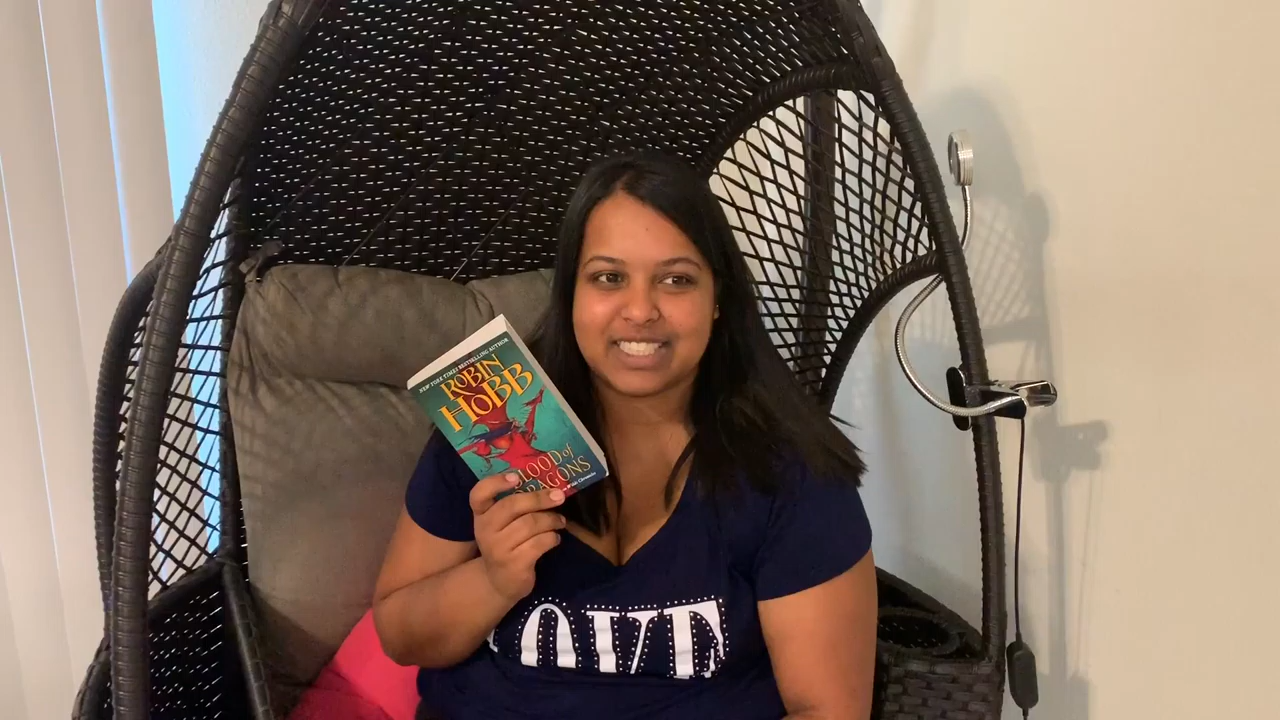 NEW YORK TIMES BESTSELLING AUTHOR
ROBIN
HOBB
BLOOD of
DRAGONS
LOVE